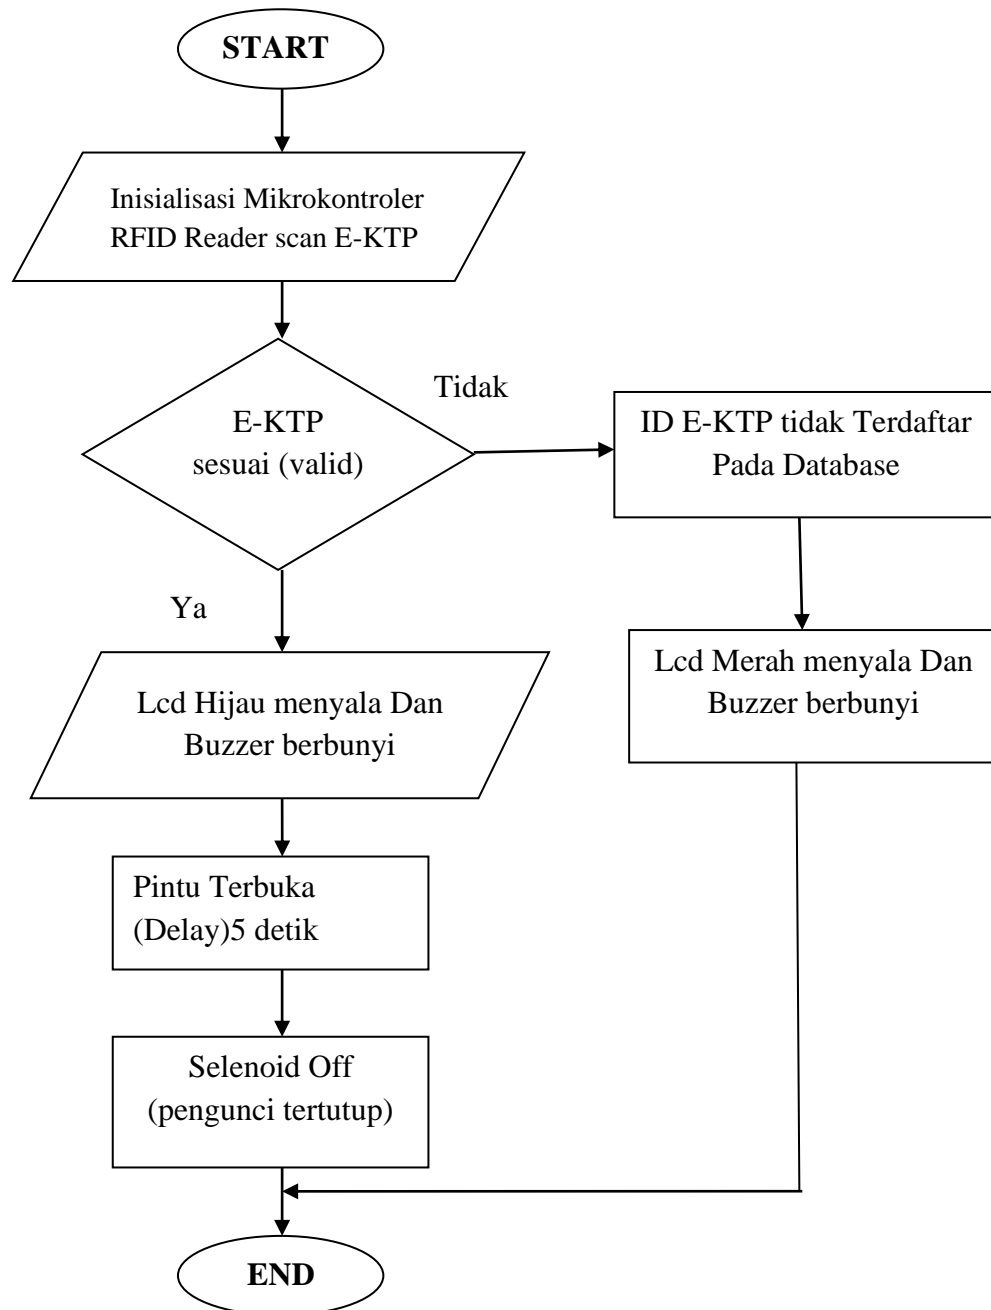 START
Inisialisasi Mikrokontroler
RFID Reader scan E-KTP
E-KTP
sesuai (valid)
Tidak
ID E-KTP tidak Terdaftar
Pada Database
Ya
Lcd Merah menyala Dan
Buzzer berbunyi
Lcd Hijau menyala Dan
Buzzer berbunyi
Pintu Terbuka
(Delay)5 detik
Selenoid Off
(pengunci tertutup)
END